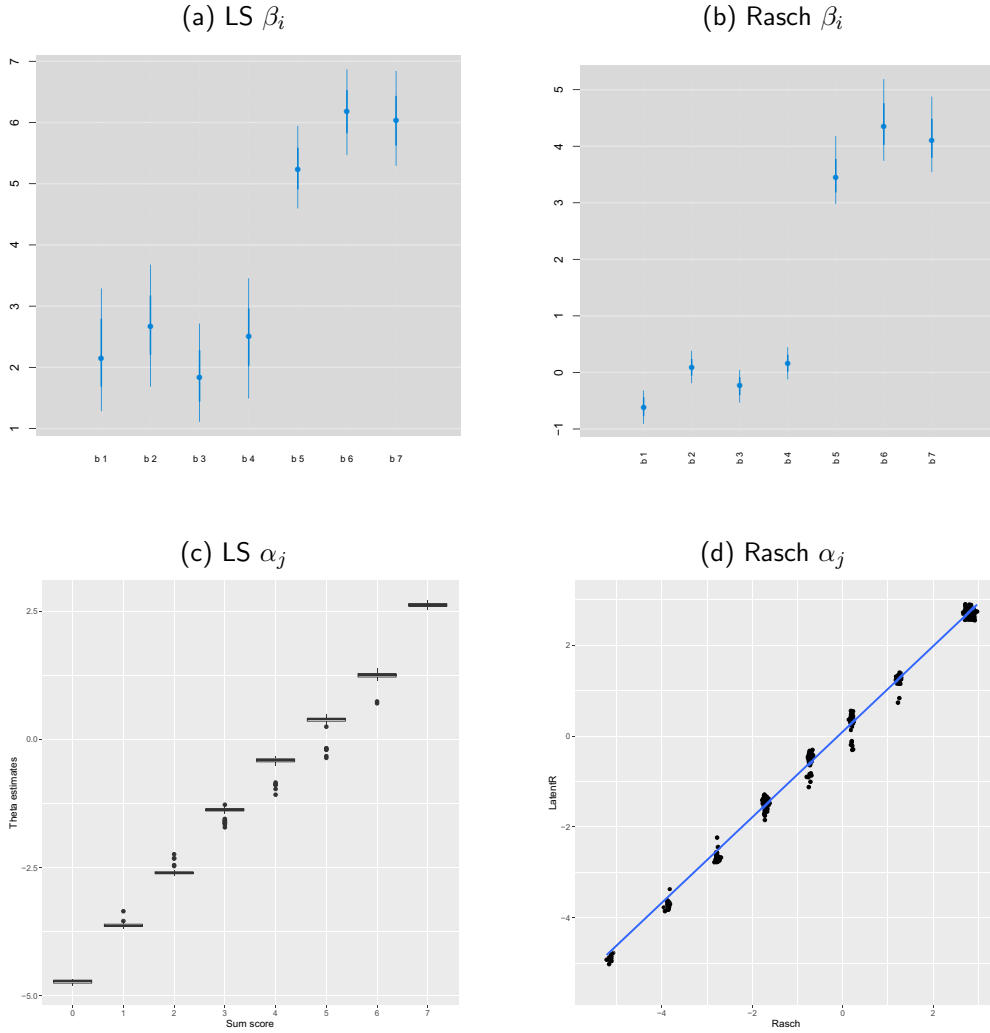 (a) LS βᵢ
(b) Rasch βᵢ
7
6
5
4
3
2
1
b 1 b 2 b 3 b 4 b 5 b 6 b 7
5
4
3
2
1
0
−1
b 1 b 2 b 3 b 4 b 5 b 6 b 7
(c) LS αⱼ
(d) Rasch αⱼ
Theta estimates
2.5
0.0
−2.5
−5.0
0 1 2 3 4 5 6 7
Sum score
LatentR
2
0
−2
−4
−4 −2 0 2
Rasch